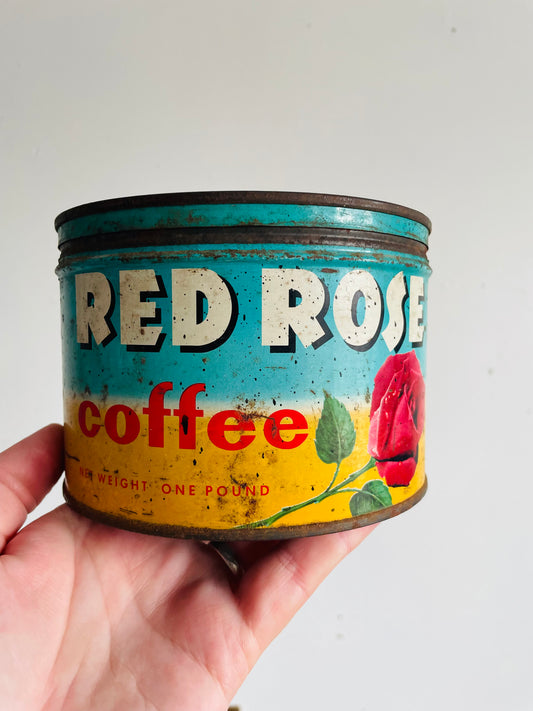 RED ROSE
coffee
NET WEIGHT ONE POUND